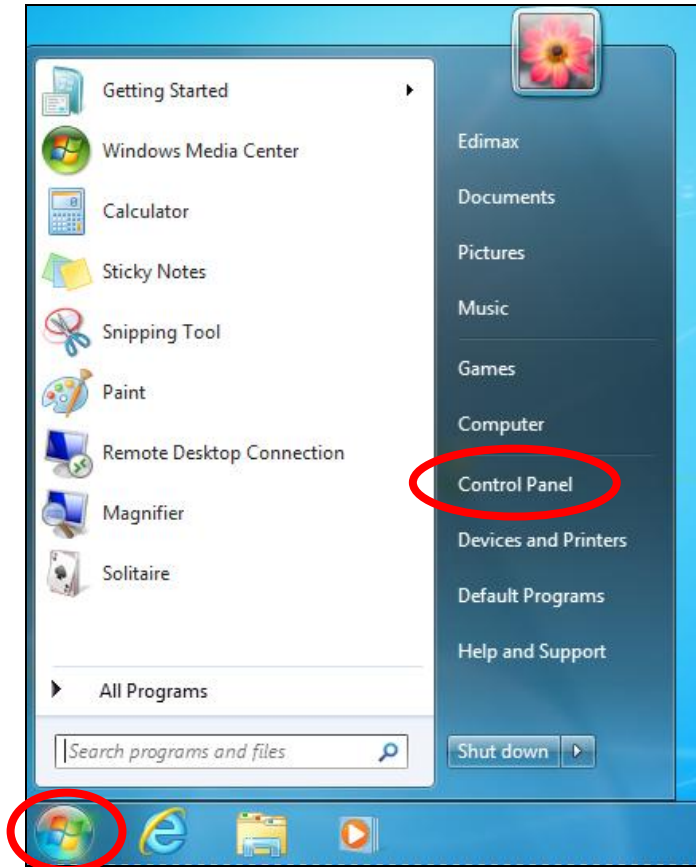 Getting Started
Windows Media Center
Calculator
Sticky Notes
Snipping Tool
Paint
Remote Desktop Connection
Magnifier
Solitaire
All Programs
Search programs and files
Edimax
Documents
Pictures
Music
Games
Computer
Control Panel
Devices and Printers
Default Programs
Help and Support
Shut down